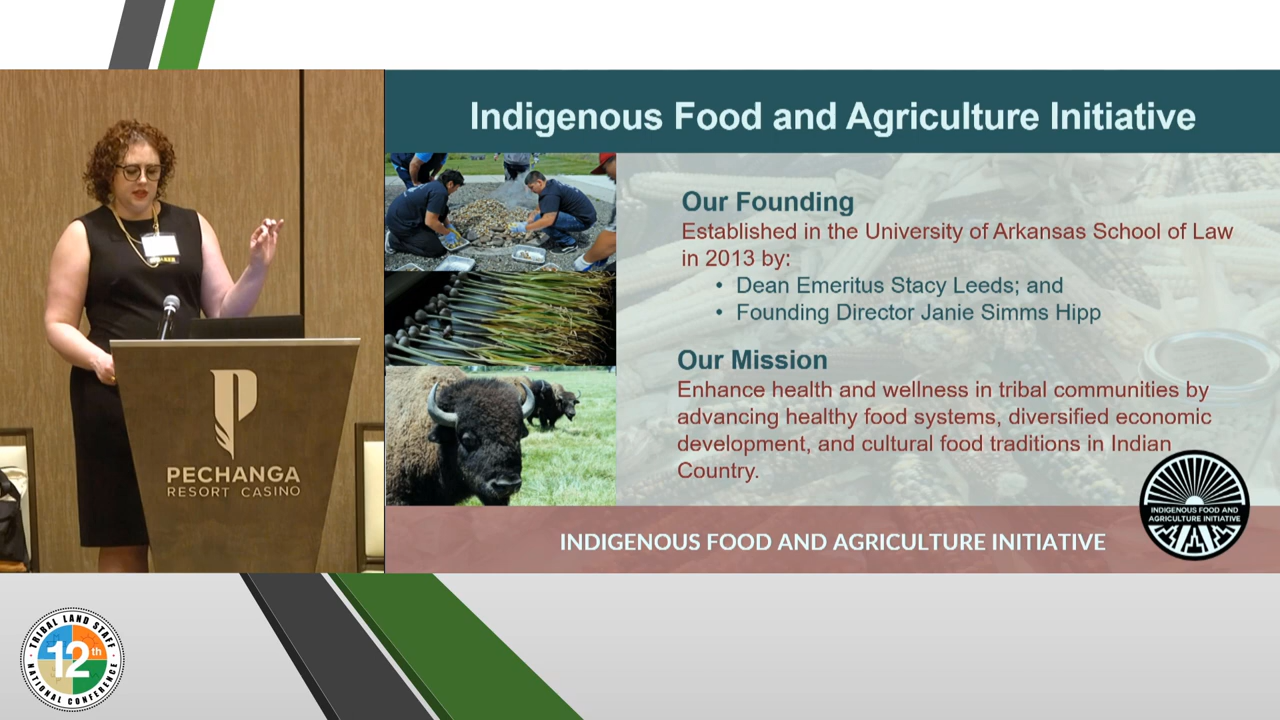 Indigenous Food and Agriculture Initiative
Our Founding
Established in the University of Arkansas School of Law
in 2013 by:
• Dean Emeritus Stacy Leeds; and
• Founding Director Janie Simms Hipp
Our Mission
Enhance health and wellness in tribal communities by
advancing healthy food systems, diversified economic
development, and cultural food traditions in Indian
Country.
INDIGENOUS FOOD AND
AGRICULTURE INITIATIVE
INDIGENOUS FOOD AND AGRICULTURE INITIATIVE
PECHANGA
RESORT CASINO
TRIBAL LAND STAFF
12th
NATIONAL CONFERENCE